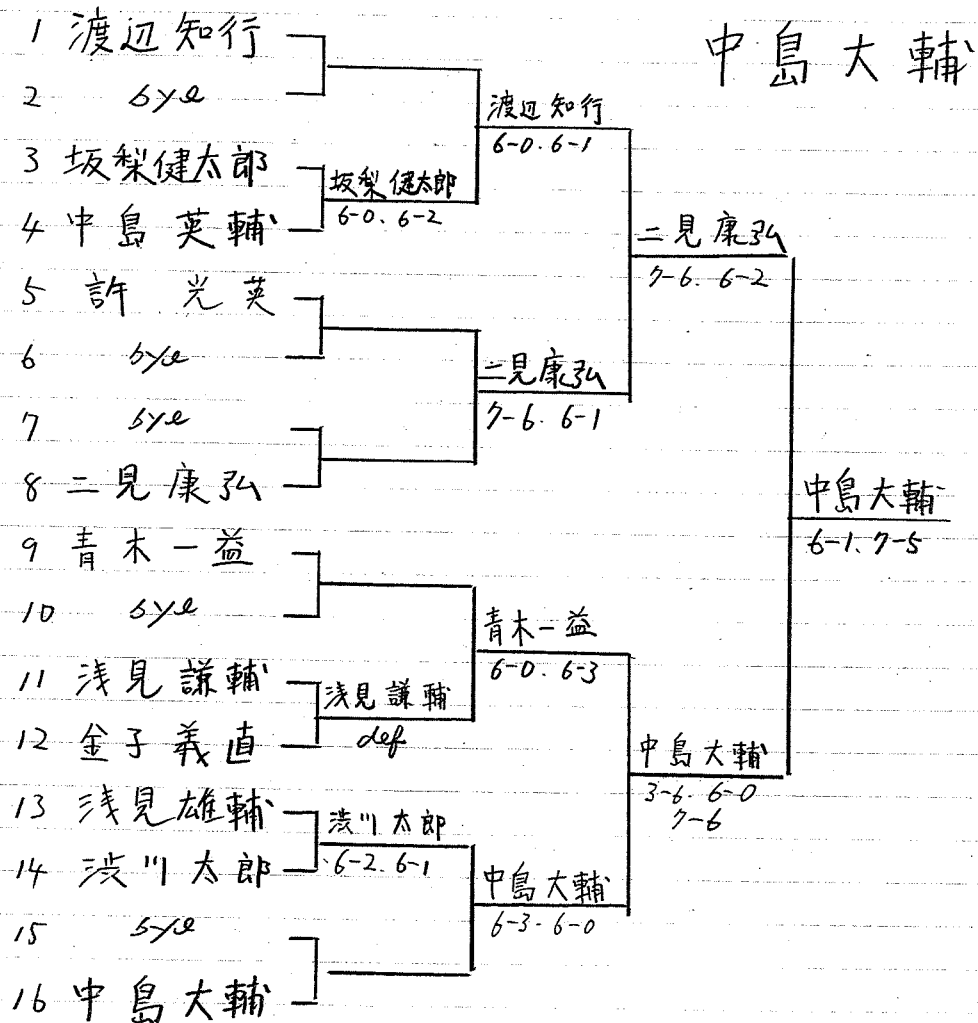 中島大輔
1 渡辺知行
2 bye
3 坂梨健太郎
4 中島英輔
5 許 光英
6 bye
7 bye
8 二見康弘
9 青木一益
10 bye
11 浅見謙輔
12 金子義直
13 浅見雄輔
14 渋川太郎
15 bye
16 中島大輔
坂梨健太郎
6-0. 6-2
浅見謙輔
def
渋川太郎
6-2. 6-1
渡辺知行
6-0. 6-1
二見康弘
7-6. 6-1
青木一益
6-0. 6-3
中島大輔
6-3. 6-0
二見康弘
7-6. 6-2
中島大輔
3-6. 6-0
7-6
中島大輔
6-1. 7-5